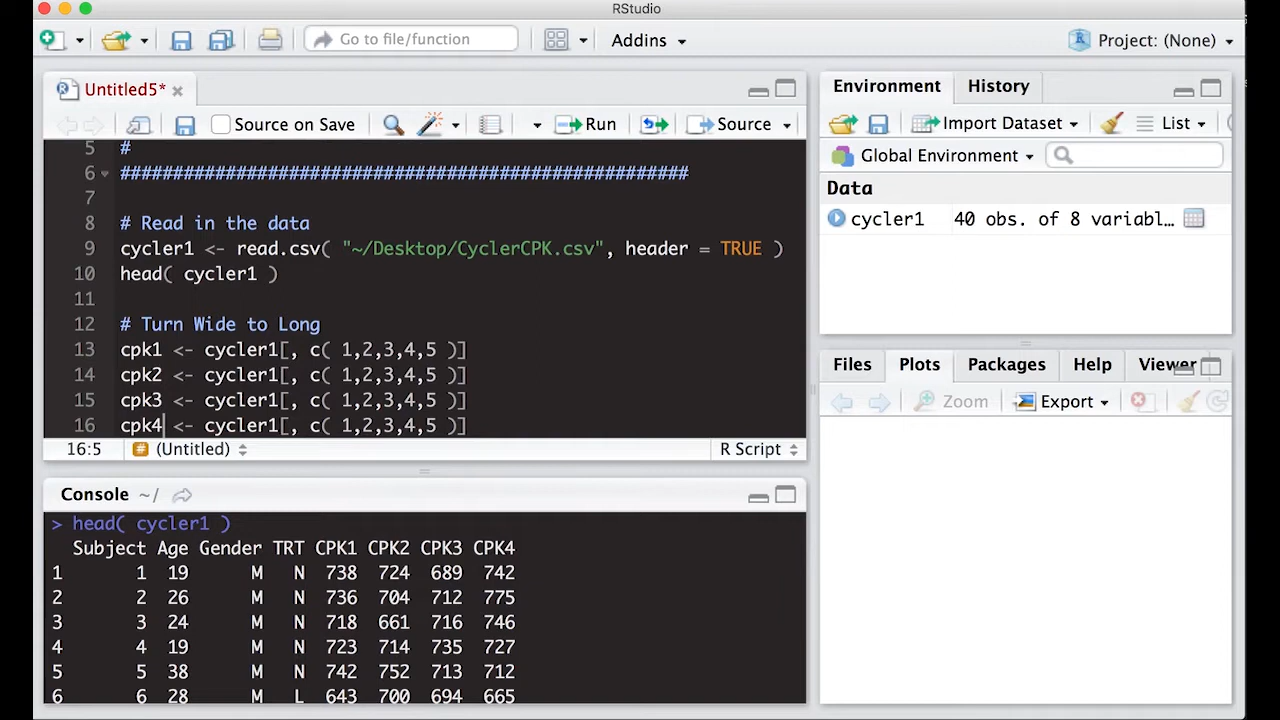 RStudio
Go to file/function
Addins
Project: (None)
Untitled5*
Source on Save
Run
Source
5 #
6 ######################################################
7
8 # Read in the data
9 cycler1 <- read.csv( "~/Desktop/CyclerCPK.csv", header = TRUE )
10 head( cycler1 )
11
12 # Turn Wide to Long
13 cpk1 <- cycler1[, c( 1,2,3,4,5 )]
14 cpk2 <- cycler1[, c( 1,2,3,4,5 )]
15 cpk3 <- cycler1[, c( 1,2,3,4,5 )]
16 cpk4 <- cycler1[, c( 1,2,3,4,5 )]
16:5 # (Untitled) R Script
Console ~/
> head( cycler1 )
Subject Age Gender TRT CPK1 CPK2 CPK3 CPK4
1 1 19 M N 738 724 689 742
2 2 26 M N 736 704 712 775
3 3 24 M N 718 661 716 746
4 4 19 M N 723 714 735 727
5 5 38 M N 742 752 713 712
6 6 28 M L 643 700 694 665
Environment History
Import Dataset List
Global Environment
Data
cycler1 40 obs. of 8 variabl…
Files Plots Packages Help Viewer
Zoom Export